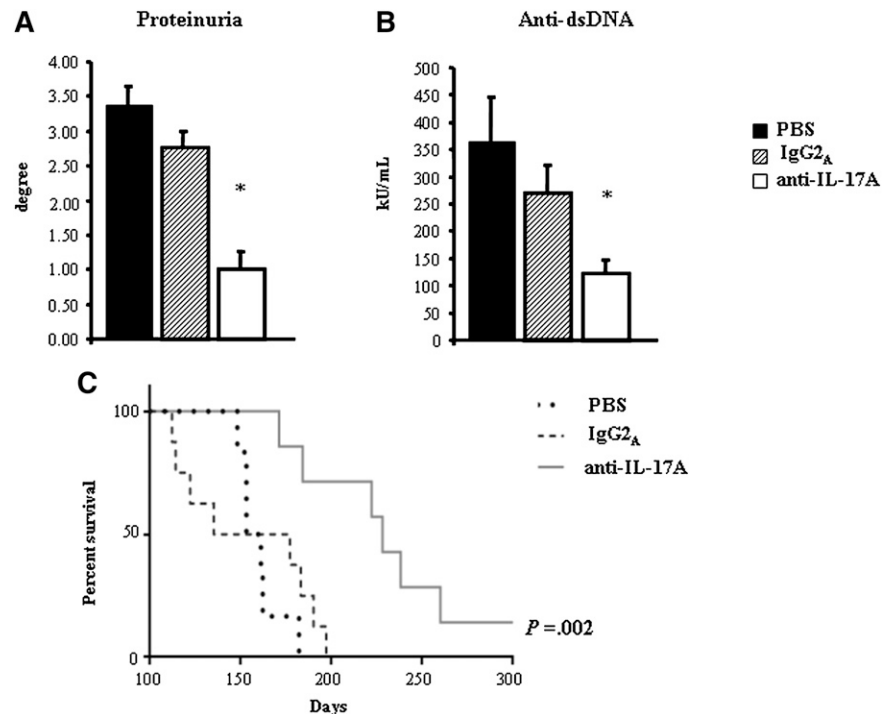 A
Proteinuria
degree
4.00
3.50
3.00
2.50
2.00
1.50
1.00
0.50
0.00
*
B
Anti-dsDNA
kU/mL
500
450
400
350
300
250
200
150
100
50
0
*
PBS
IgG2A
anti-IL-17A
C
Percent survival
100
50
0
100
150
200
250
300
Days
P =.002
PBS
IgG2A
anti-IL-17A